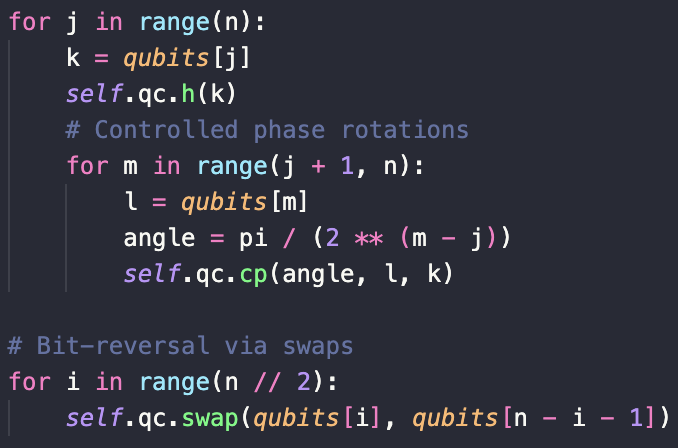 for j in range(n):
    k = qubits[j]
    self.qc.h(k)
    # Controlled phase rotations
    for m in range(j + 1, n):
        l = qubits[m]
        angle = pi / (2 ** (m - j))
        self.qc.cp(angle, l, k)

# Bit-reversal via swaps
for i in range(n // 2):
    self.qc.swap(qubits[i], qubits[n - i - 1])